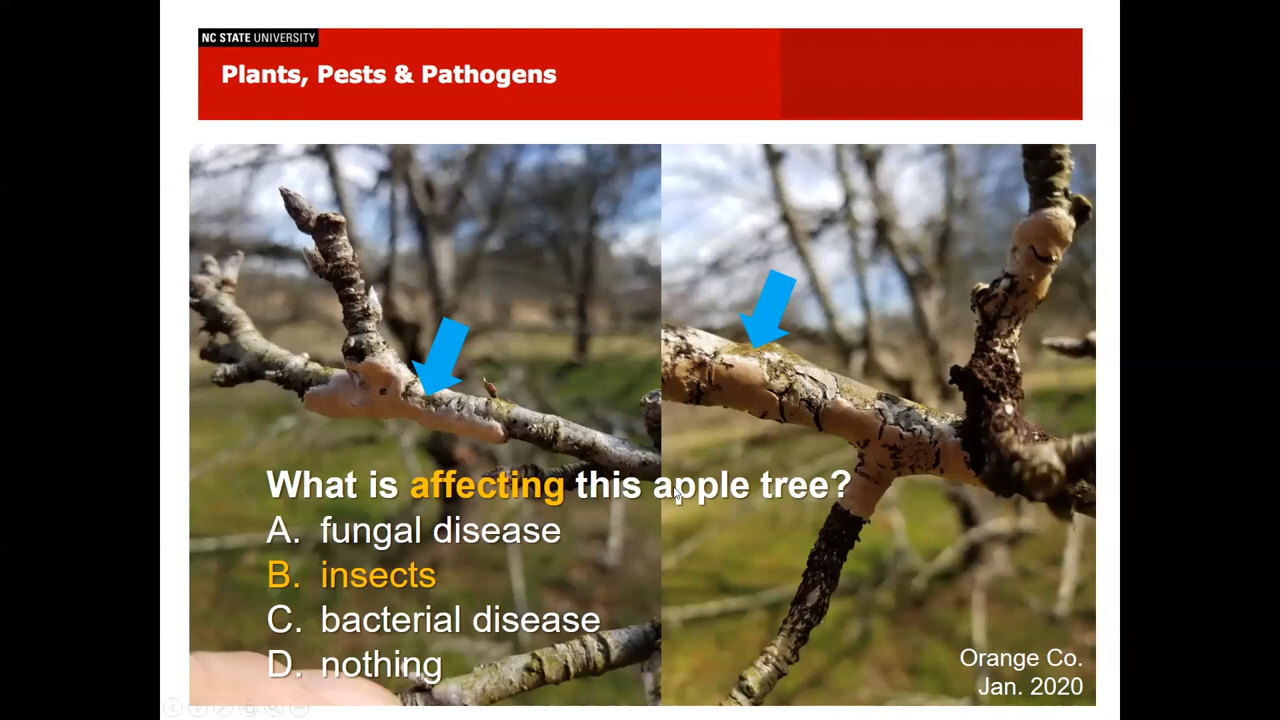 NC STATE UNIVERSITY
Plants, Pests & Pathogens
What is affecting this apple tree?
A. fungal disease
B. insects
C. bacterial disease
D. nothing
Orange Co.
Jan. 2020